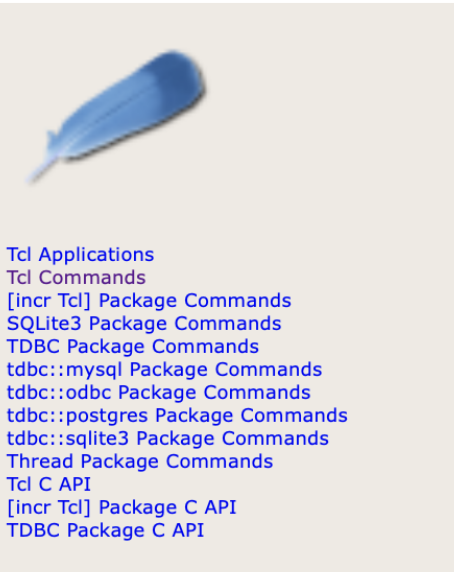 Tcl Applications
Tcl Commands
[incr Tcl] Package Commands
SQLite3 Package Commands
TDBC Package Commands
tdbc::mysql Package Commands
tdbc::odbc Package Commands
tdbc::postgres Package Commands
tdbc::sqlite3 Package Commands
Thread Package Commands
Tcl C API
[incr Tcl] Package C API
TDBC Package C API